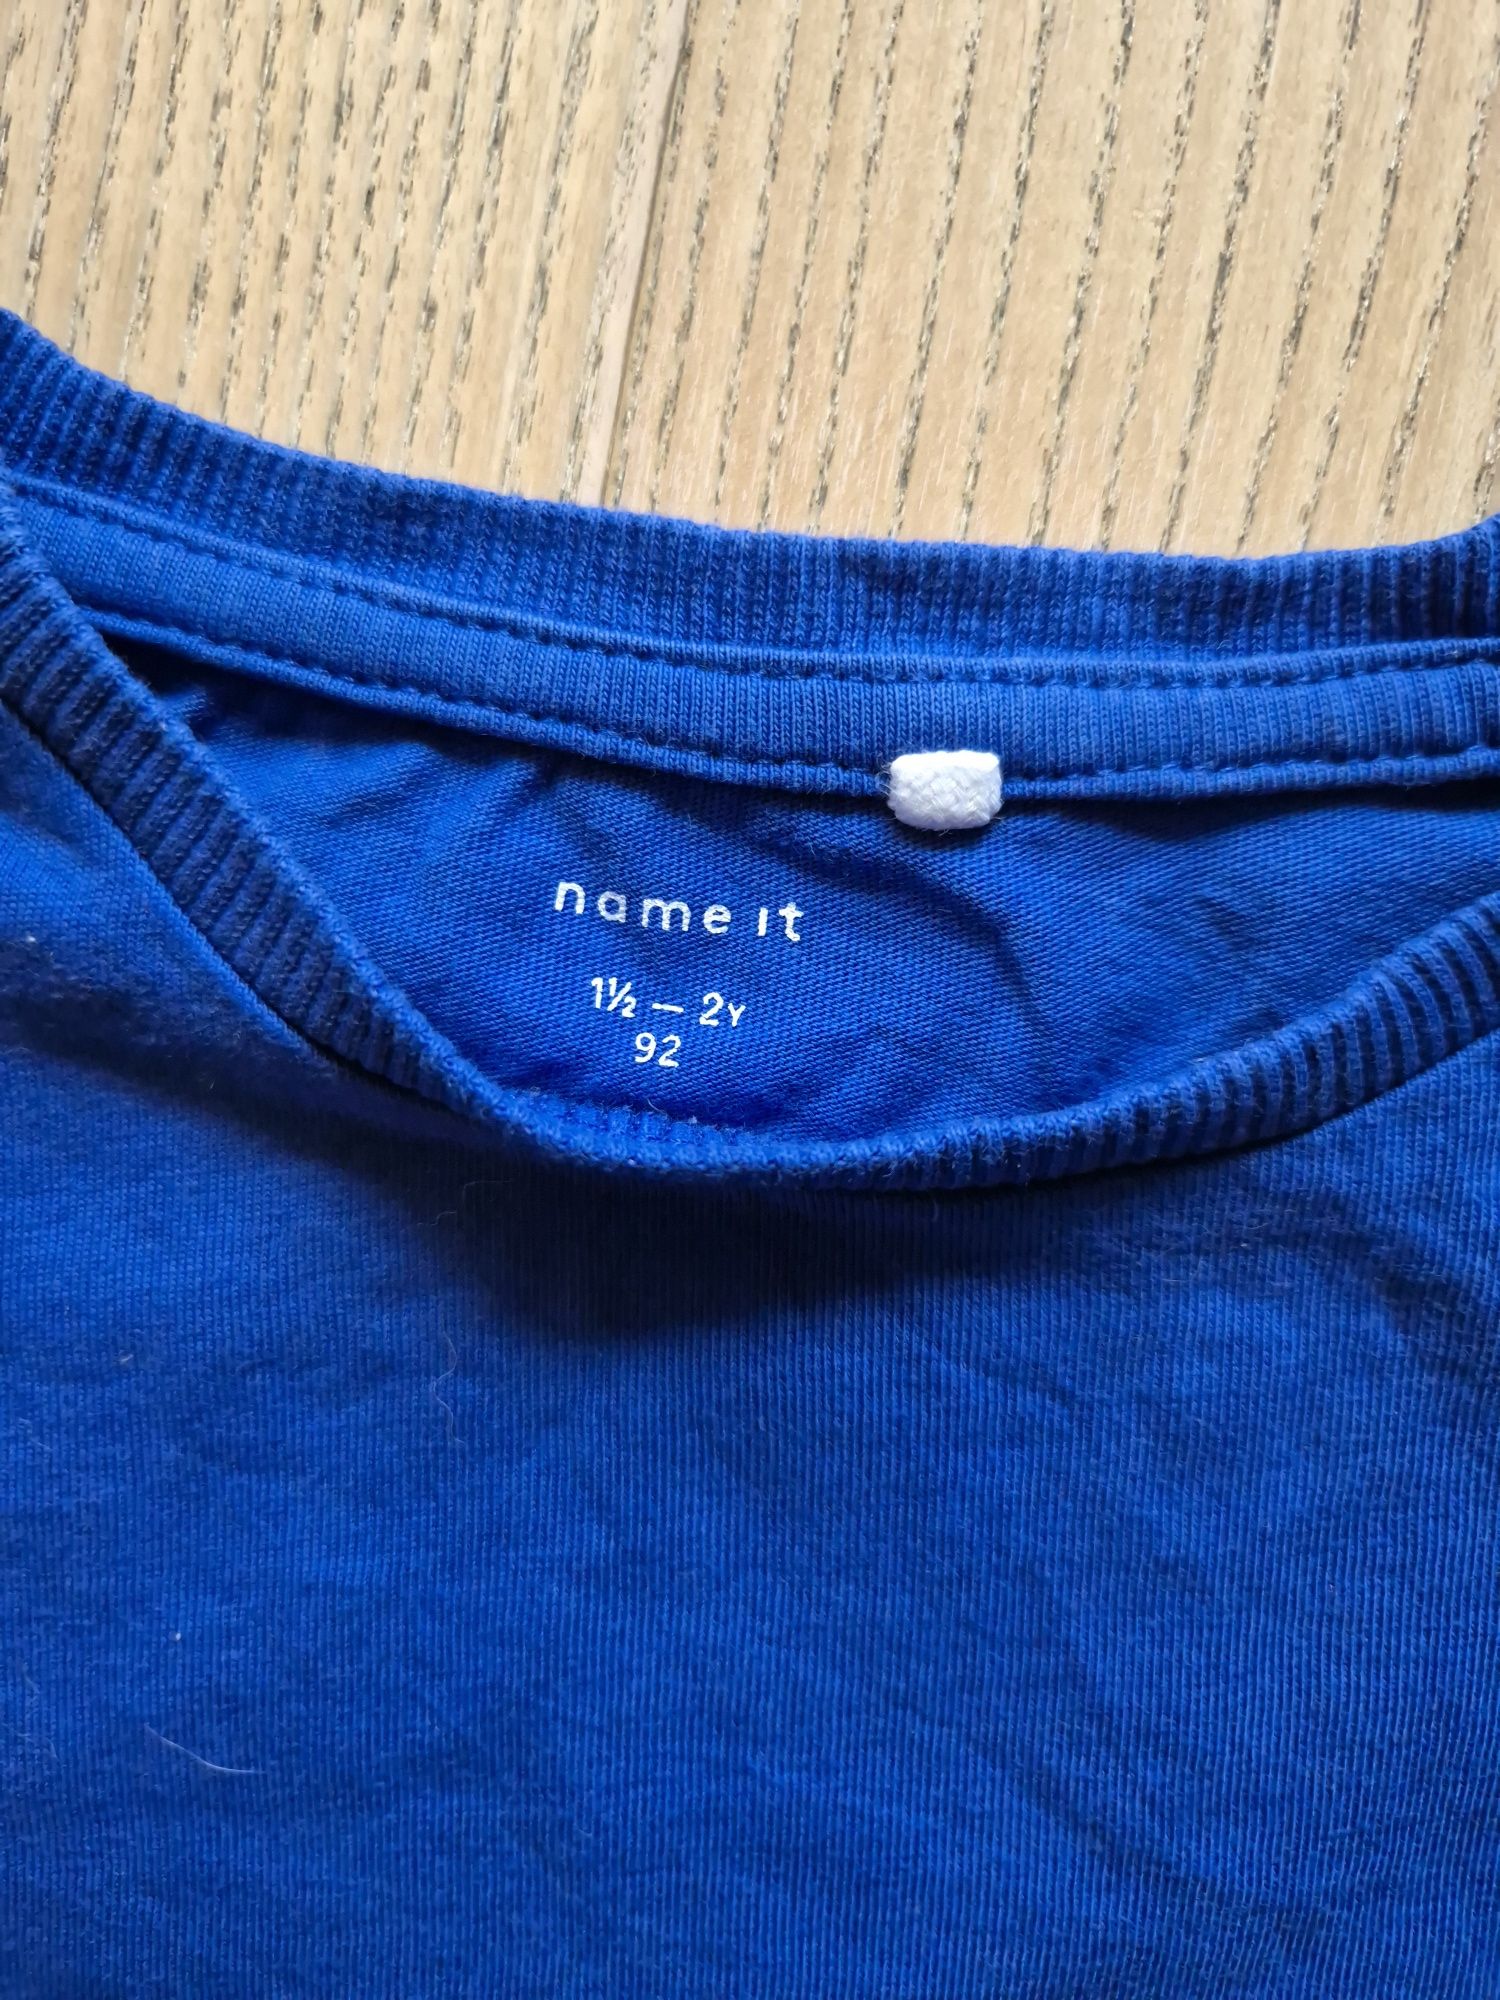 name it
1½ – 2Y
92